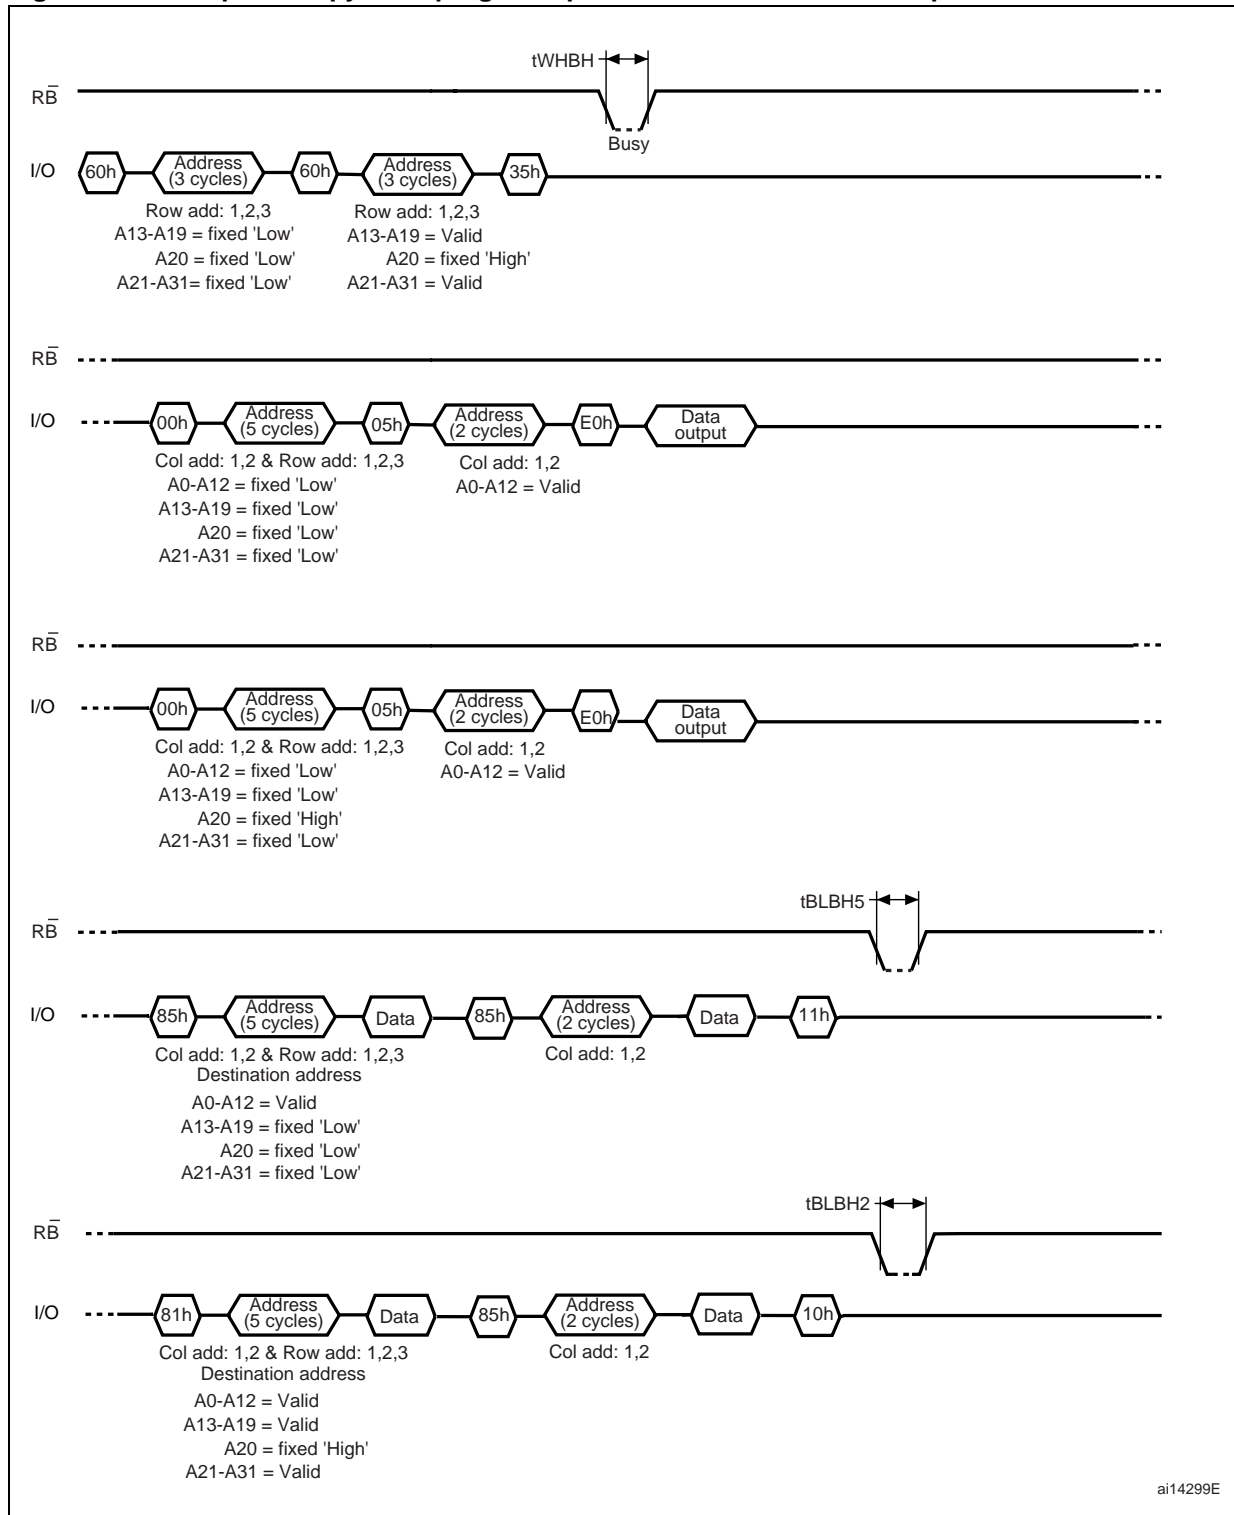 tWHBH
RB̅
Busy
I/O 60h Address (3 cycles) 60h Address (3 cycles) 35h
Row add: 1,2,3 Row add: 1,2,3
A13-A19 = fixed 'Low' A13-A19 = Valid
A20 = fixed 'Low' A20 = fixed 'High'
A21-A31= fixed 'Low' A21-A31 = Valid
RB̅
I/O 00h Address (5 cycles) 05h Address (2 cycles) E0h Data output
Col add: 1,2 & Row add: 1,2,3 Col add: 1,2
A0-A12 = fixed 'Low' A0-A12 = Valid
A13-A19 = fixed 'Low'
A20 = fixed 'Low'
A21-A31 = fixed 'Low'
RB̅
I/O 00h Address (5 cycles) 05h Address (2 cycles) E0h Data output
Col add: 1,2 & Row add: 1,2,3 Col add: 1,2
A0-A12 = fixed 'Low' A0-A12 = Valid
A13-A19 = fixed 'Low'
A20 = fixed 'High'
A21-A31 = fixed 'Low'
tBLBH5
RB̅
I/O 85h Address (5 cycles) Data 85h Address (2 cycles) Data 11h
Col add: 1,2 & Row add: 1,2,3 Col add: 1,2
Destination address
A0-A12 = Valid
A13-A19 = fixed 'Low'
A20 = fixed 'Low'
A21-A31 = fixed 'Low'
tBLBH2
RB̅
I/O 81h Address (5 cycles) Data 85h Address (2 cycles) Data 10h
Col add: 1,2 & Row add: 1,2,3 Col add: 1,2
Destination address
A0-A12 = Valid
A13-A19 = Valid
A20 = fixed 'High'
A21-A31 = Valid
ai14299E